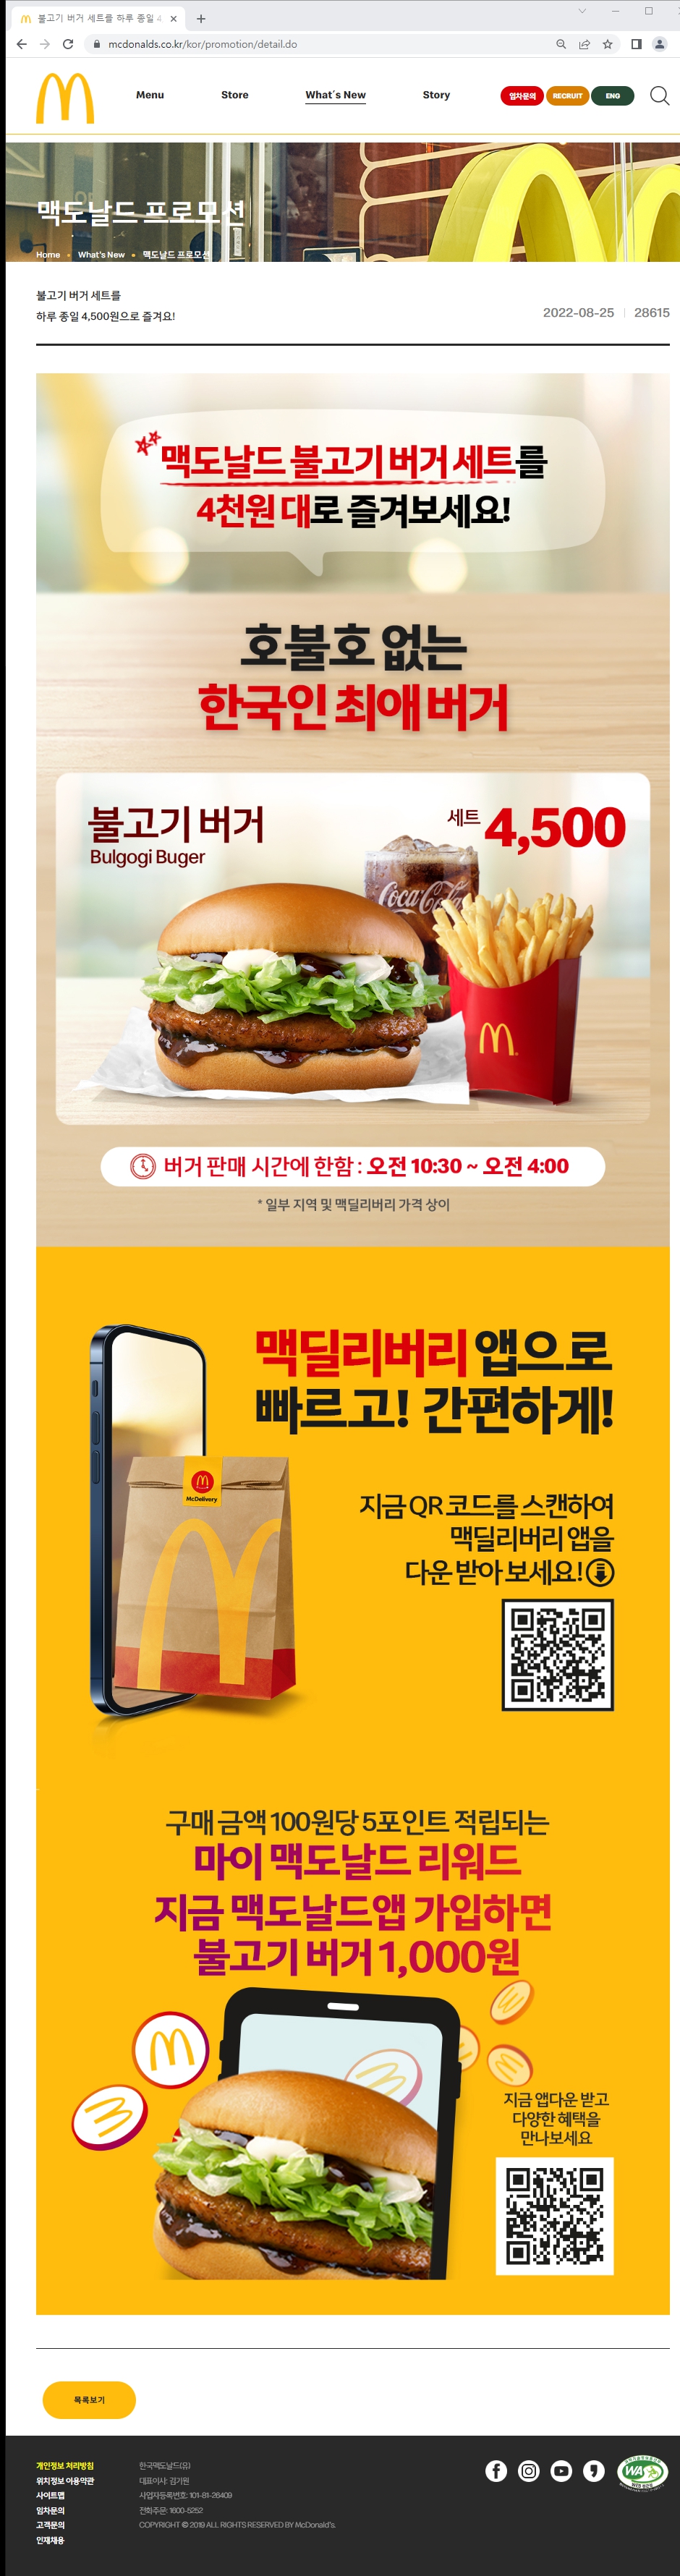 불고기 버거 세트를 하루 종일 4
mcdonalds.co.kr/kor/promotion/detail.do
Menu
Store
What's New
Story
임차문의
RECRUIT
ENG
맥도날드 프로모션
Home
What's New
맥도날드 프로모션
불고기 버거 세트를
하루 종일 4,500원으로 즐겨요!
2022-08-25
28615
맥도날드 불고기 버거 세트를
4천원 대로 즐겨보세요!
호불호 없는
한국인 최애 버거
불고기 버거
Bulgogi Buger
세트 4,500
Coca-Cola
버거 판매 시간에 한함 : 오전 10:30 ~ 오전 4:00
* 일부 지역 및 맥딜리버리 가격 상이
맥딜리버리 앱으로
빠르고! 간편하게!
McDelivery
지금 QR 코드를 스캔하여
맥딜리버리 앱을
다운 받아 보세요!
구매 금액 100원당 5포인트 적립되는
마이 맥도날드 리워드
지금 맥도날드앱 가입하면
불고기 버거 1,000원
지금 앱다운 받고
다양한 혜택을
만나보세요
목록보기
개인정보 처리방침
위치정보 이용약관
사이트맵
임차문의
고객문의
인재채용
한국맥도날드(유)
대표이사: 김기원
사업자등록번호: 101-81-26409
전화주문: 1600-5252
COPYRIGHT © 2019 ALL RIGHTS RESERVED BY McDonald's.
WA